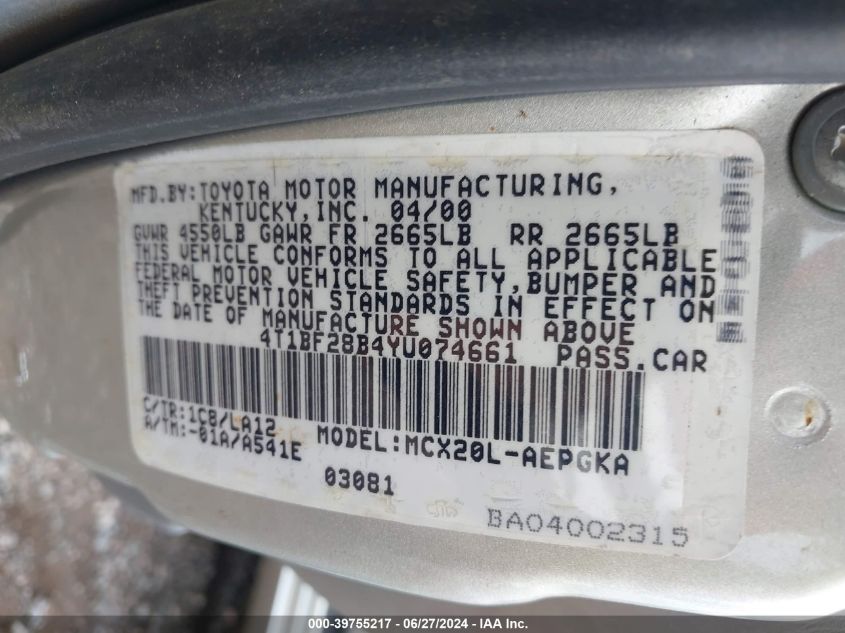 MFD.BY:TOYOTA MOTOR MANUFACTURING,
KENTUCKY,INC. 04/00
GVWR 4550LB GAWR FR 2665LB RR 2665LB
THIS VEHICLE CONFORMS TO ALL APPLICABLE
FEDERAL MOTOR VEHICLE SAFETY,BUMPER AND
THEFT PREVENTION STANDARDS IN EFFECT ON
THE DATE OF MANUFACTURE SHOWN ABOVE
4T1BF28B4YU074661 PASS.CAR
C/TR:1C8/LA12
A/TM:-01A/A541E MODEL:MCX20L-AEPGKA
03081
BA04002315
000-39755217 - 06/27/2024 - IAA Inc.